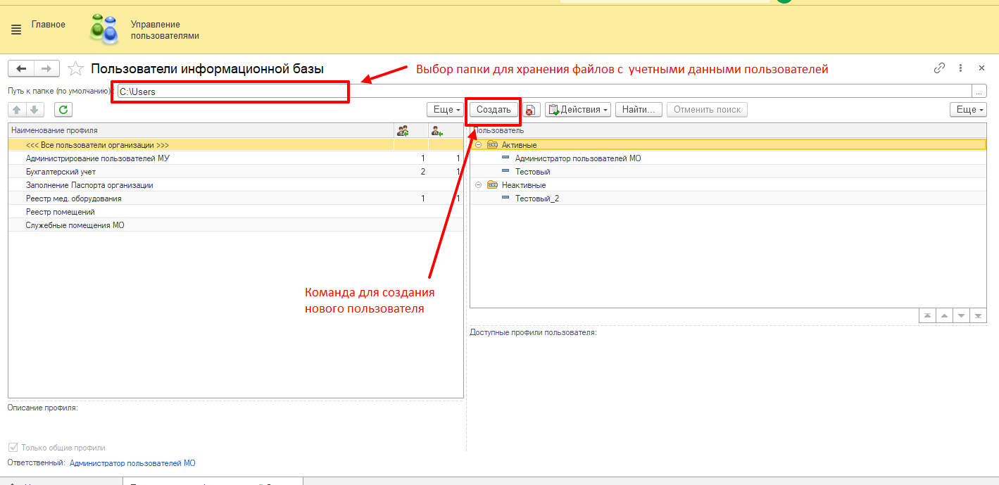 Главное
Управление
пользователями
Пользователи информационной базы
Выбор папки для хранения файлов с учетными данными пользователей
Путь к папке (по умолчанию):
C:\Users
...
Еще
Создать
Действия
Найти...
Отменить поиск
Еще
Наименование профиля
<<< Все пользователи организации >>>
Администрирование пользователей МУ 1 1
Бухгалтерский учет 2 1
Заполнение Паспорта организации
Реестр мед. оборудования 1 1
Реестр помещений
Служебные помещения МО
Пользователь
Активные
Администратор пользователей МО
Тестовый
Неактивные
Тестовый_2
Команда для создания
нового пользователя
Доступные профили пользователя:
Описание профиля:
Только общие профили
Ответственный: Администратор пользователей МО